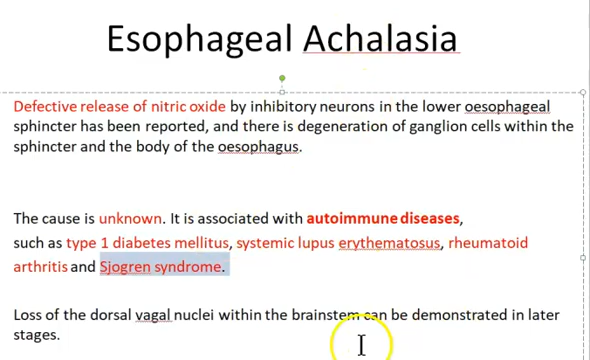 Esophageal Achalasia
Defective release of nitric oxide by inhibitory neurons in the lower oesophageal
sphincter has been reported, and there is degeneration of ganglion cells within the
sphincter and the body of the oesophagus.
The cause is unknown. It is associated with autoimmune diseases,
such as type 1 diabetes mellitus, systemic lupus erythematosus, rheumatoid
arthritis and Sjogren syndrome.
Loss of the dorsal vagal nuclei within the brainstem can be demonstrated in later
stages.